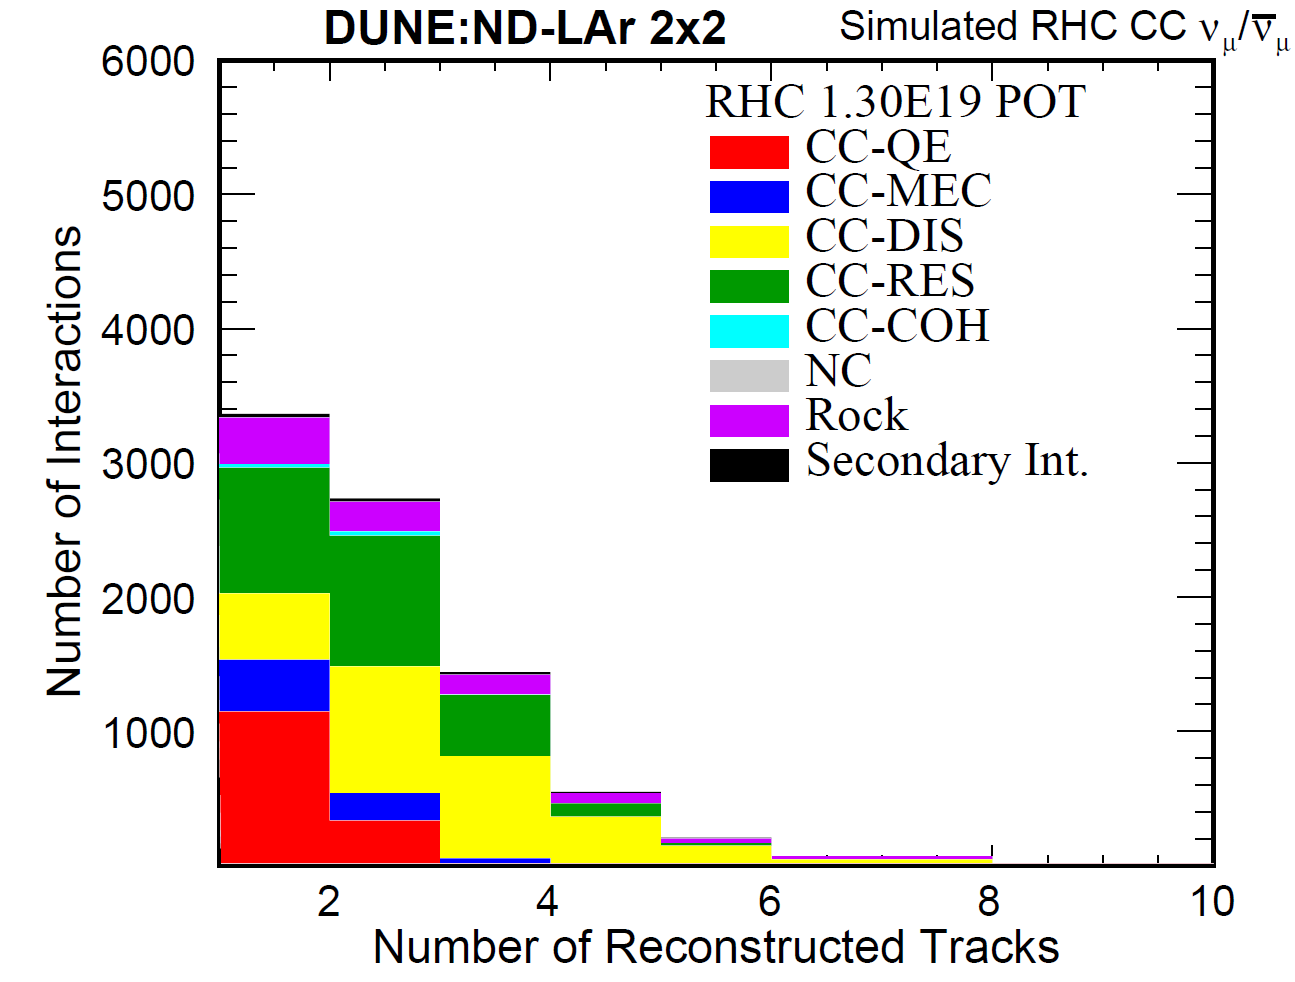 DUNE:ND-LAr 2x2
Simulated RHC CC νμ/ν̅μ
6000
5000
4000
3000
2000
1000
Number of Interactions
RHC 1.30E19 POT
CC-QE
CC-MEC
CC-DIS
CC-RES
CC-COH
NC
Rock
Secondary Int.
2 4 6 8 10
Number of Reconstructed Tracks